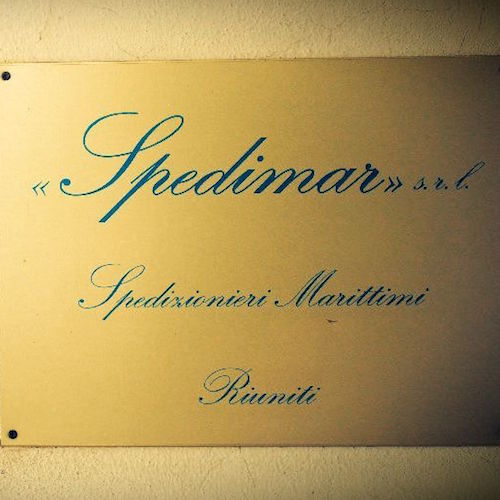 «Spedimar» s.r.l.
Spedizionieri Marittimi
Riuniti